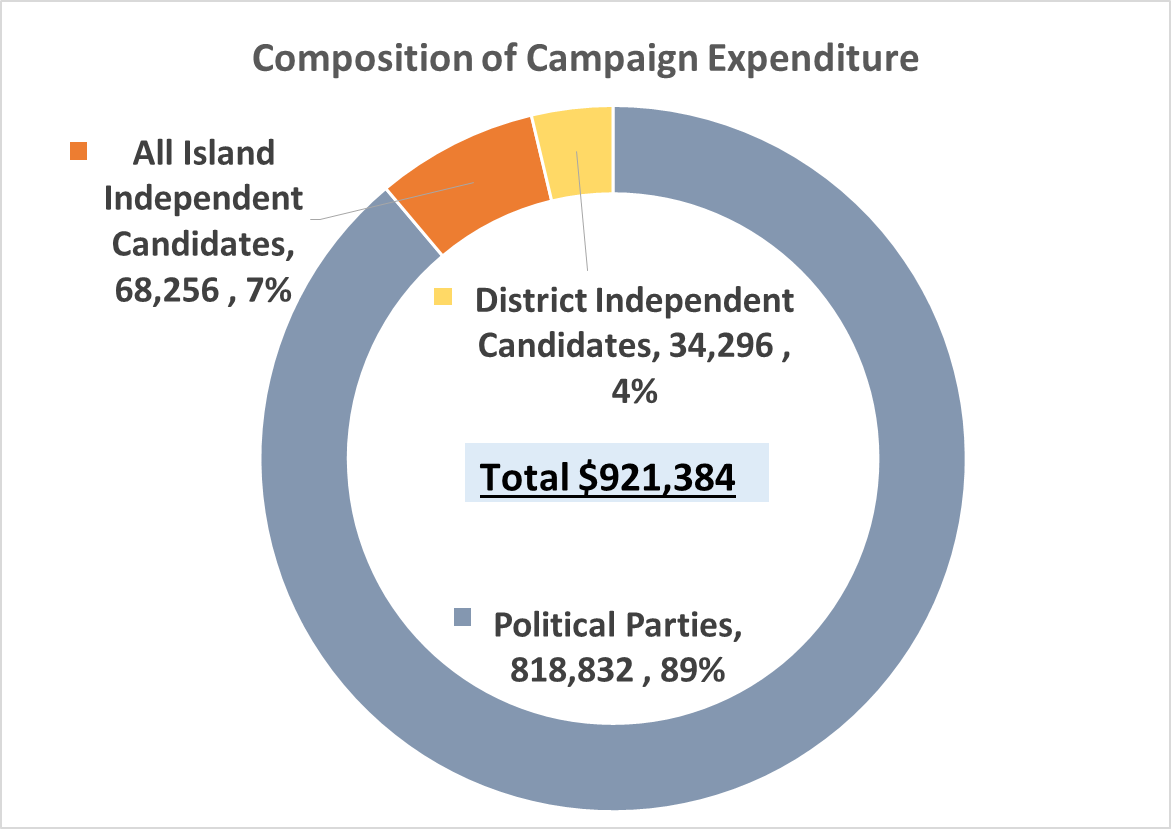 Composition of Campaign Expenditure
All Island
Independent
Candidates,
68,256 , 7%
District Independent
Candidates, 34,296 ,
4%
Total $921,384
Political Parties,
818,832 , 89%